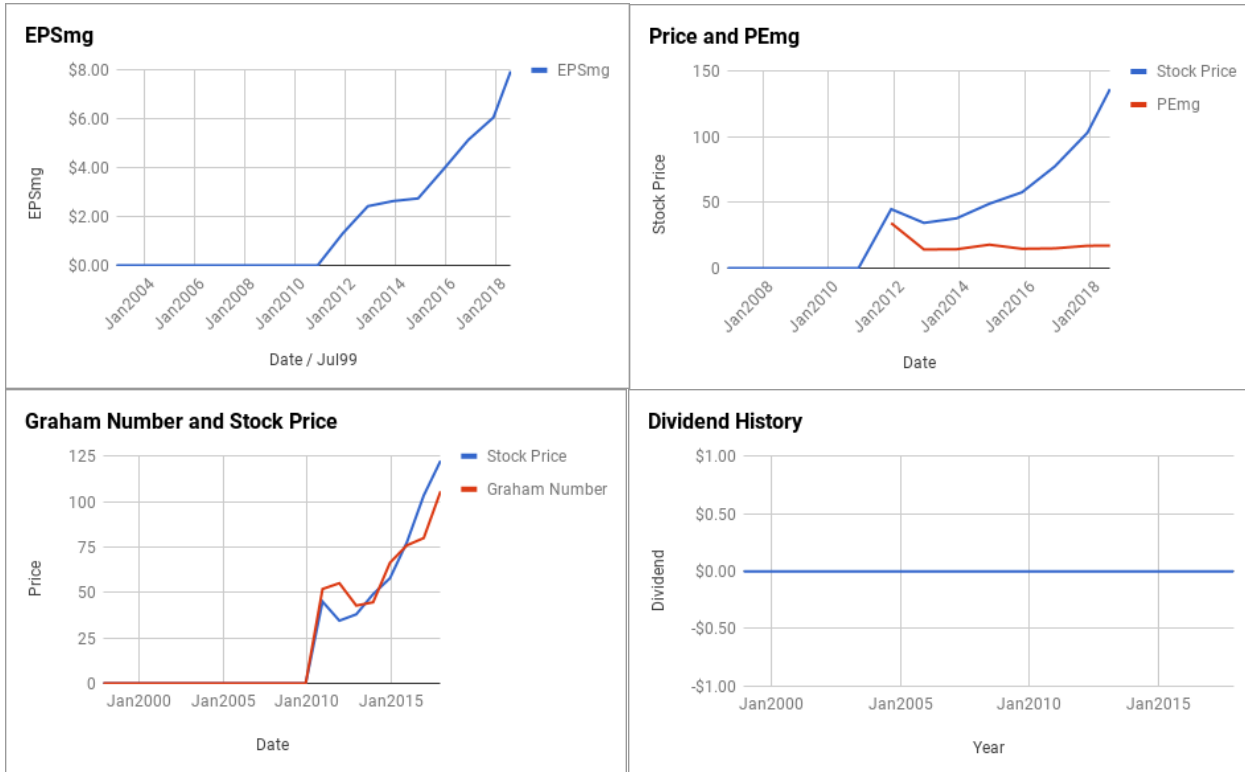 EPSmg
$8.00
$6.00
$4.00
$2.00
$0.00
EPSmg
Jan2004
Jan2006
Jan2008
Jan2010
Jan2012
Jan2014
Jan2016
Jan2018
Date / Jul99
EPSmg
Price and PEmg
150
100
50
0
Stock Price
Jan2008
Jan2010
Jan2012
Jan2014
Jan2016
Jan2018
Date
Stock Price
PEmg
Graham Number and Stock Price
125
100
75
50
25
0
Price
Jan2000
Jan2005
Jan2010
Jan2015
Date
Stock Price
Graham Number
Dividend History
$1.00
$0.50
$0.00
-$0.50
-$1.00
Dividend
Jan2000
Jan2005
Jan2010
Jan2015
Year